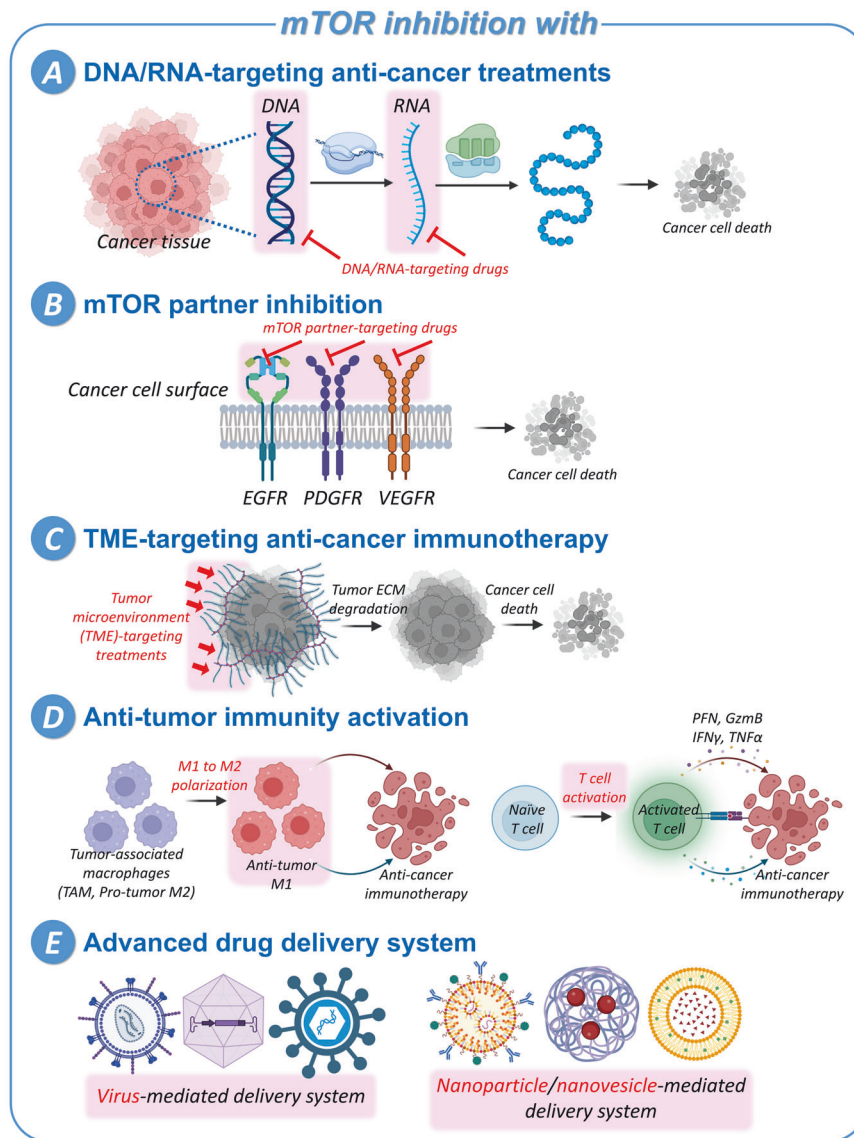 mTOR inhibition with
A DNA/RNA-targeting anti-cancer treatments
DNA
RNA
Cancer tissue
DNA/RNA-targeting drugs
Cancer cell death
B mTOR partner inhibition
mTOR partner-targeting drugs
Cancer cell surface
EGFR PDGFR VEGFR
Cancer cell death
C TME-targeting anti-cancer immunotherapy
Tumor
microenvironment
(TME)-targeting
treatments
Tumor ECM
degradation
Cancer cell
death
D Anti-tumor immunity activation
M1 to M2
polarization
Tumor-associated
macrophages
(TAM, Pro-tumor M2)
Anti-tumor
M1
Anti-cancer
immunotherapy
Naïve
T cell
T cell
activation
Activated
T cell
PFN, GzmB
IFNγ, TNFα
Anti-cancer
immunotherapy
E Advanced drug delivery system
Virus-mediated delivery system
Nanoparticle/nanovesicle-mediated
delivery system